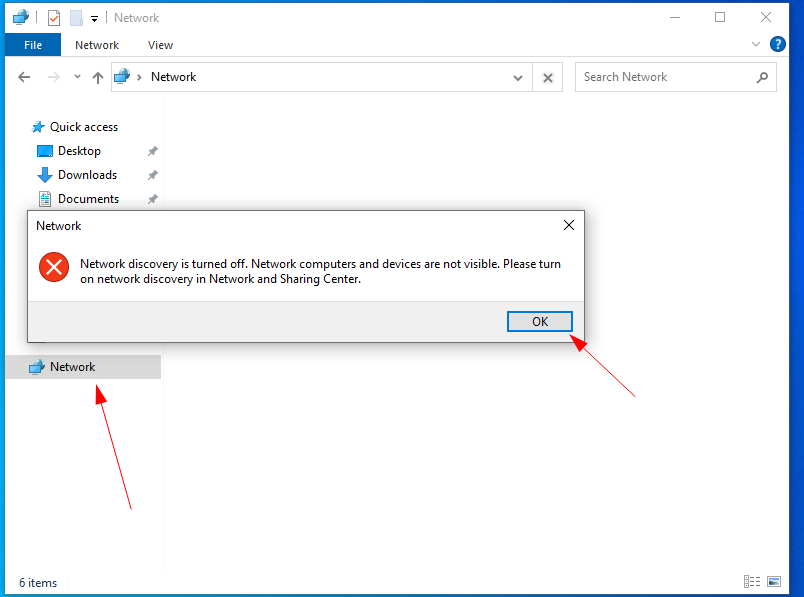 Network
File
Network
View
?
Network
Search Network
Quick access
Desktop
Downloads
Documents
Network
Network discovery is turned off. Network computers and devices are not visible. Please turn
on network discovery in Network and Sharing Center.
OK
Network
6 items